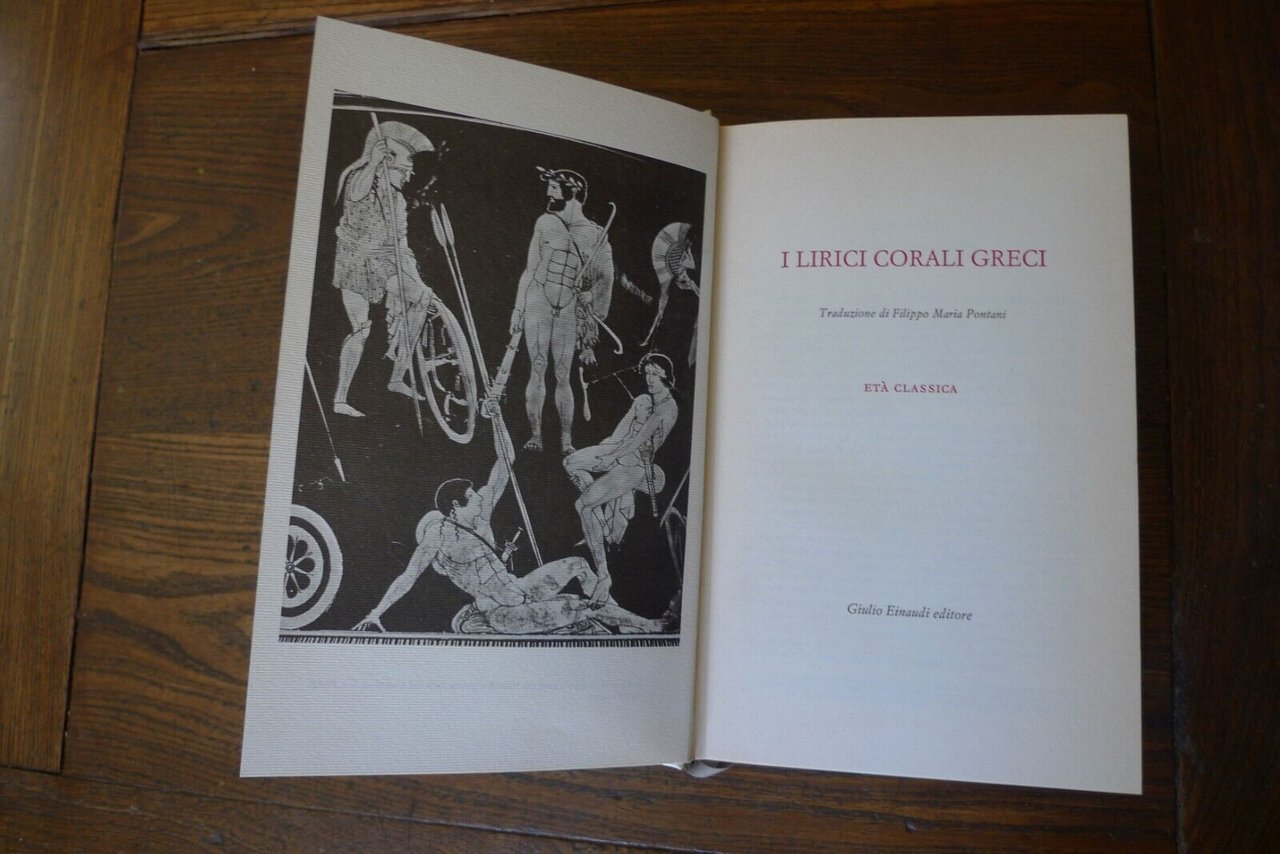 I LIRICI CORALI GRECI
Traduzione di Filippo Maria Pontani
ETÀ CLASSICA
Giulio Einaudi editore